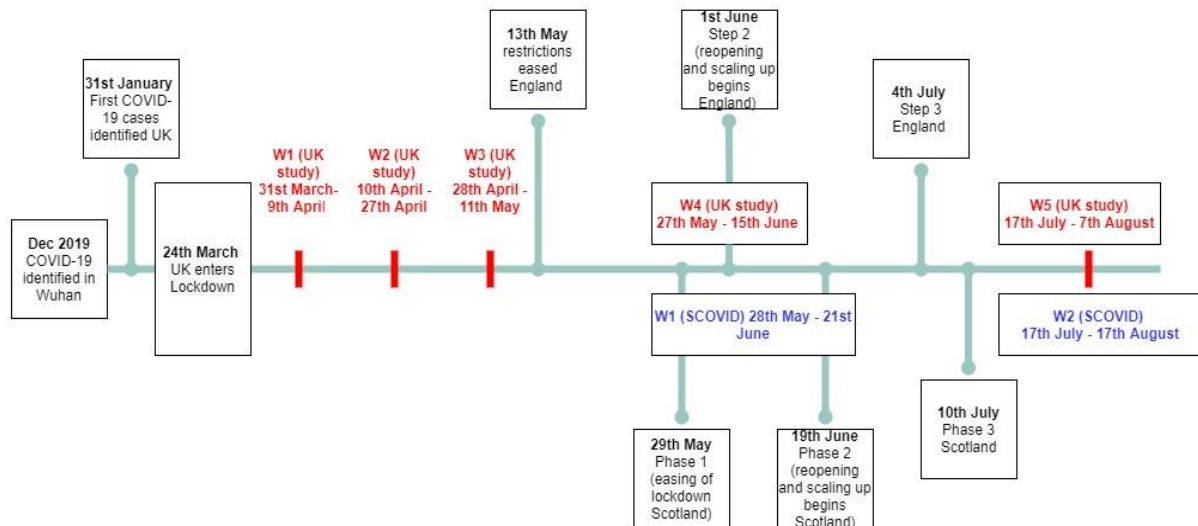 31st January
First COVID-
19 cases
identified UK
13th May
restrictions
eased
England
1st June
Step 2
(reopening
and scaling up
begins
England)
4th July
Step 3
England
W1 (UK
study)
31st March-
9th April
W2 (UK
study)
10th April -
27th April
W3 (UK
study)
28th April -
11th May
W4 (UK study)
27th May - 15th June
W5 (UK study)
17th July - 7th August
Dec 2019
COVID-19
identified in
Wuhan
24th March
UK enters
Lockdown
W1 (SCOVID) 28th May - 21st
June
W2 (SCOVID)
17th July - 17th August
29th May
Phase 1
(easing of
lockdown
Scotland)
19th June
Phase 2
(reopening
and scaling up
begins
Scotland)
10th July
Phase 3
Scotland